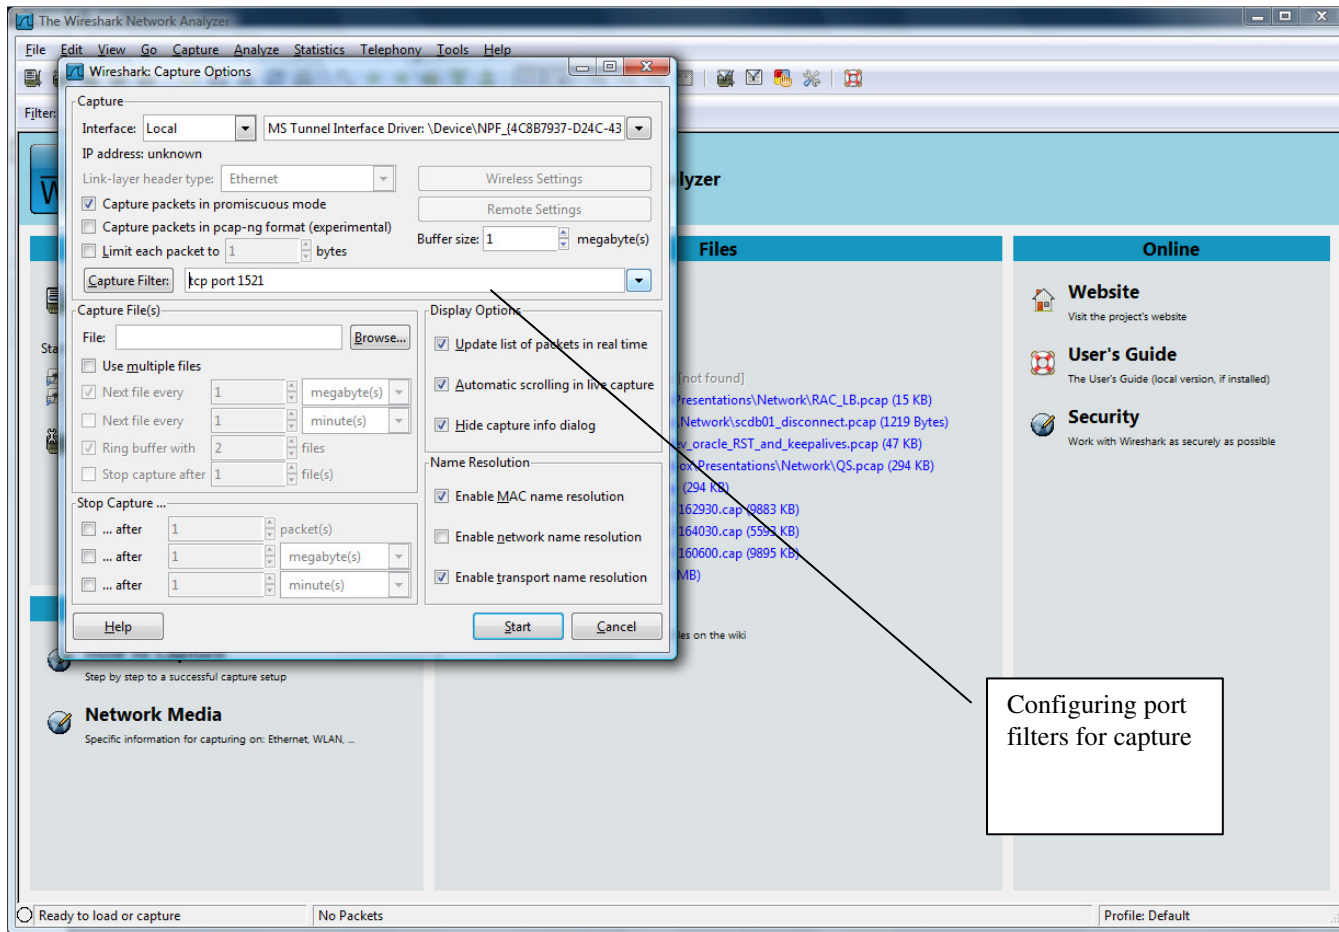 The Wireshark Network Analyzer
File Edit View Go Capture Analyze Statistics Telephony Tools Help
Filter:
Wireshark: Capture Options
Capture
Interface: Local MS Tunnel Interface Driver: \Device\NPF_{4C8B7937-D24C-43
IP address: unknown
Link-layer header type: Ethernet
Wireless Settings
Capture packets in promiscuous mode
Remote Settings
Capture packets in pcap-ng format (experimental)
Buffer size: 1 megabyte(s)
Limit each packet to 1 bytes
Capture Filter: tcp port 1521
Capture File(s)
File: Browse...
Use multiple files
Next file every 1 megabyte(s)
Next file every 1 minute(s)
Ring buffer with 2 files
Stop capture after 1 file(s)
Stop Capture ...
... after 1 packet(s)
... after 1 megabyte(s)
... after 1 minute(s)
Display Options
Update list of packets in real time
Automatic scrolling in live capture
Hide capture info dialog
Name Resolution
Enable MAC name resolution
Enable network name resolution
Enable transport name resolution
Help Start Cancel
lyzer
Sta
Step by step to a successful capture setup
Network Media
Specific information for capturing on: Ethernet, WLAN, ...
Files
[not found]
Presentations\Network\RAC_LB.pcap (15 KB)
\Network\scdb01_disconnect.pcap (1219 Bytes)
ev_oracle_RST_and_keepalives.pcap (47 KB)
ox\Presentations\Network\QS.pcap (294 KB)
(294 KB)
162930.cap (9883 KB)
164030.cap (5593 KB)
160600.cap (9895 KB)
MB)
les on the wiki
Online
Website
Visit the project's website
User's Guide
The User's Guide (local version, if installed)
Security
Work with Wireshark as securely as possible
Configuring port
filters for capture
Ready to load or capture
No Packets
Profile: Default